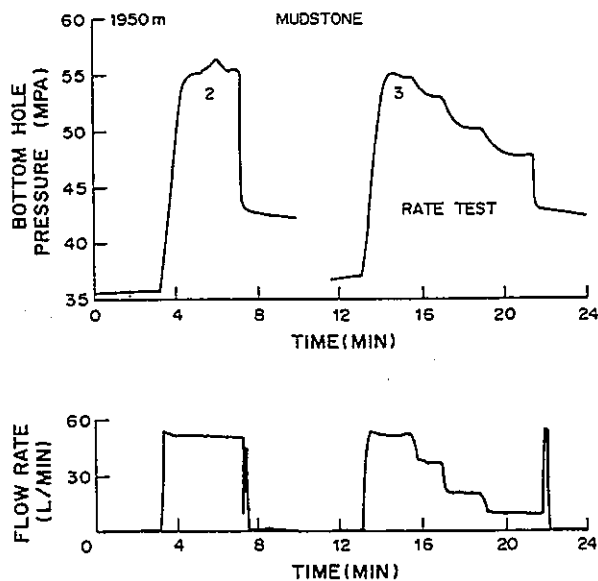 60
1950 m
MUDSTONE
55
2
3
50
45
RATE TEST
40
35
0
4
8
12
16
20
24
TIME (MIN)
BOTTOM HOLE
PRESSURE (MPA)
60
30
0
0
4
8
12
16
20
24
TIME (MIN)
FLOW RATE
(L/MIN)